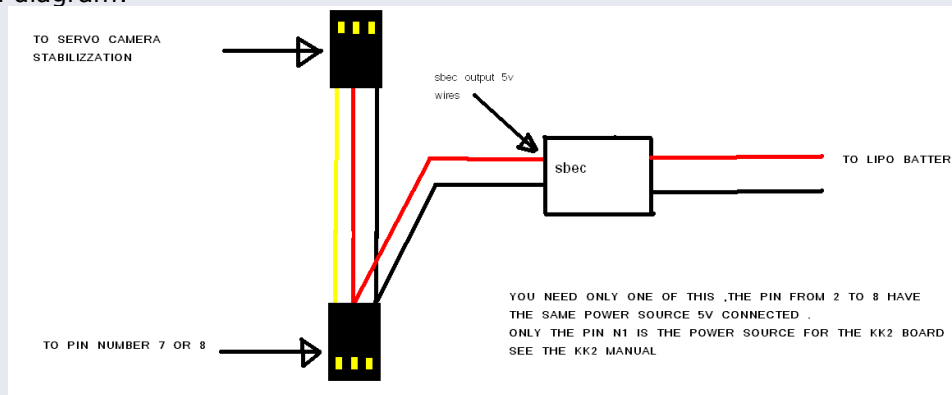 diagram.
TO SERVO CAMERA
STABILIZZATION
sbec output 5v
wires
sbec
TO LIPO BATTER
YOU NEED ONLY ONE OF THIS ,THE PIN FROM 2 TO 8 HAVE
THE SAME POWER SOURCE 5V CONNECTED .
ONLY THE PIN N1 IS THE POWER SOURCE FOR THE KK2 BOARD
SEE THE KK2 MANUAL
TO PIN NUMBER 7 OR 8